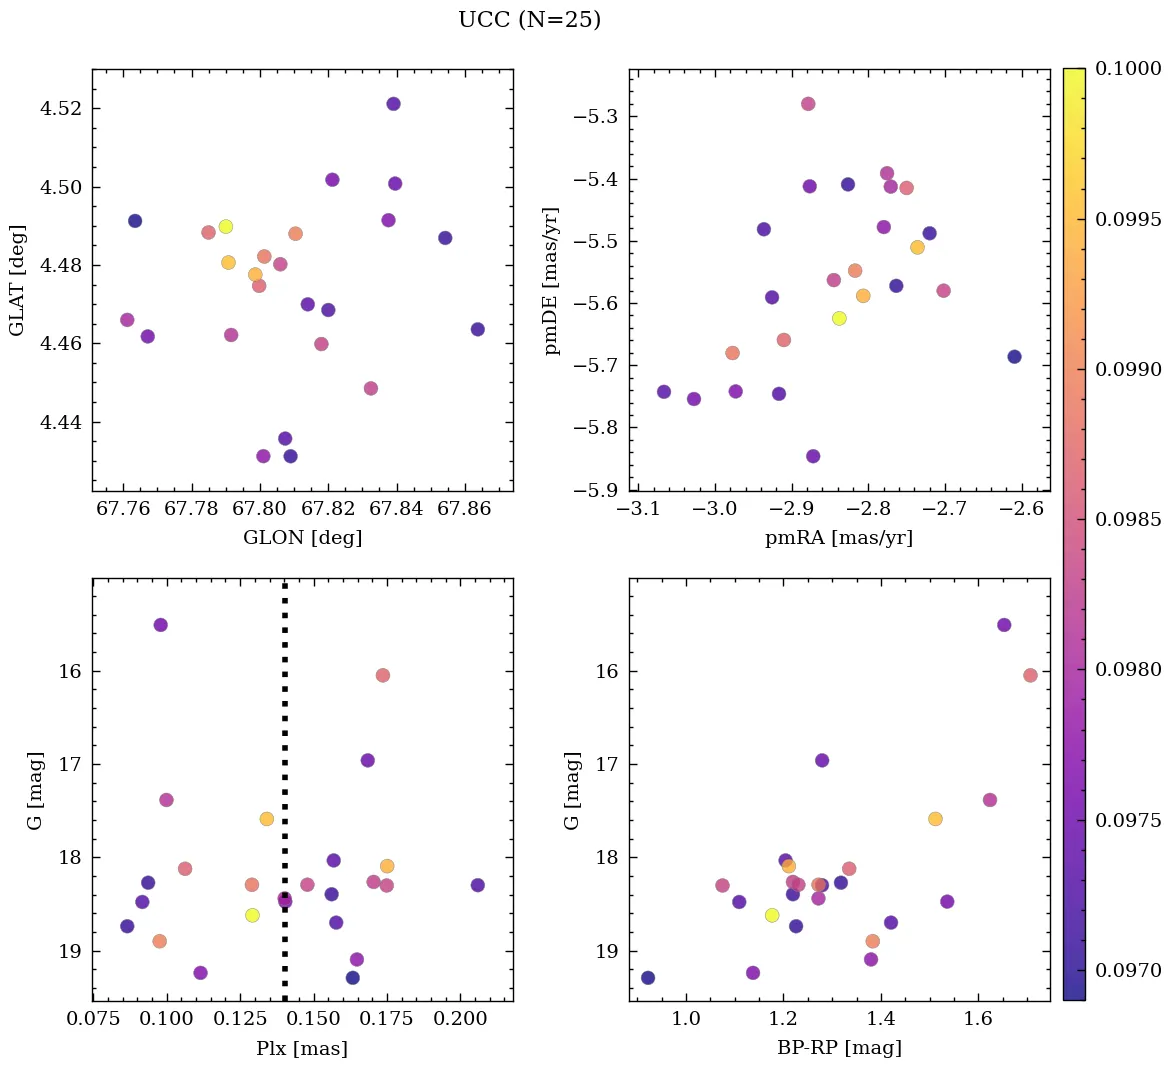 UCC (N=25)
4.52
4.50
4.48
4.46
4.44
GLAT [deg]
67.76 67.78 67.80 67.82 67.84 67.86
GLON [deg]
−5.3
−5.4
−5.5
−5.6
−5.7
−5.8
−5.9
pmDE [mas/yr]
−3.1 −3.0 −2.9 −2.8 −2.7 −2.6
pmRA [mas/yr]
0.1000
0.0995
0.0990
0.0985
0.0980
0.0975
0.0970
16
17
18
19
G [mag]
0.075 0.100 0.125 0.150 0.175 0.200
Plx [mas]
16
17
18
19
G [mag]
1.0 1.2 1.4 1.6
BP-RP [mag]